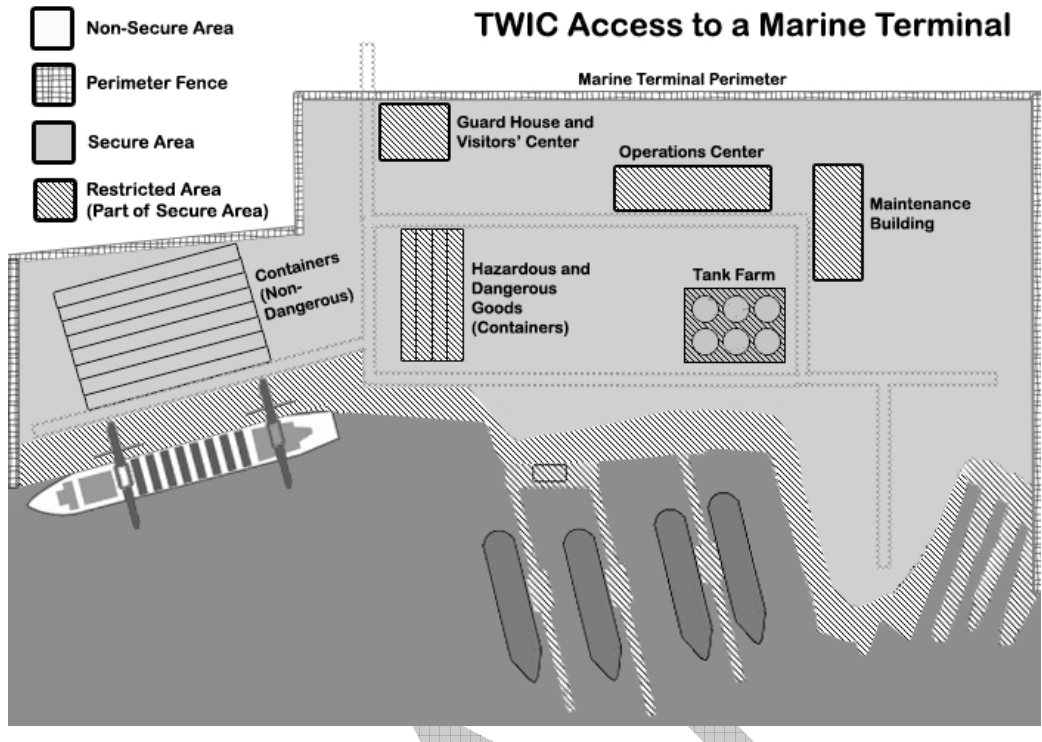 TWIC Access to a Marine Terminal
Non-Secure Area
Perimeter Fence
Secure Area
Restricted Area
(Part of Secure Area)
Marine Terminal Perimeter
Guard House and
Visitors' Center
Operations Center
Maintenance
Building
Containers
(Non-
Dangerous)
Hazardous and
Dangerous
Goods
(Containers)
Tank Farm